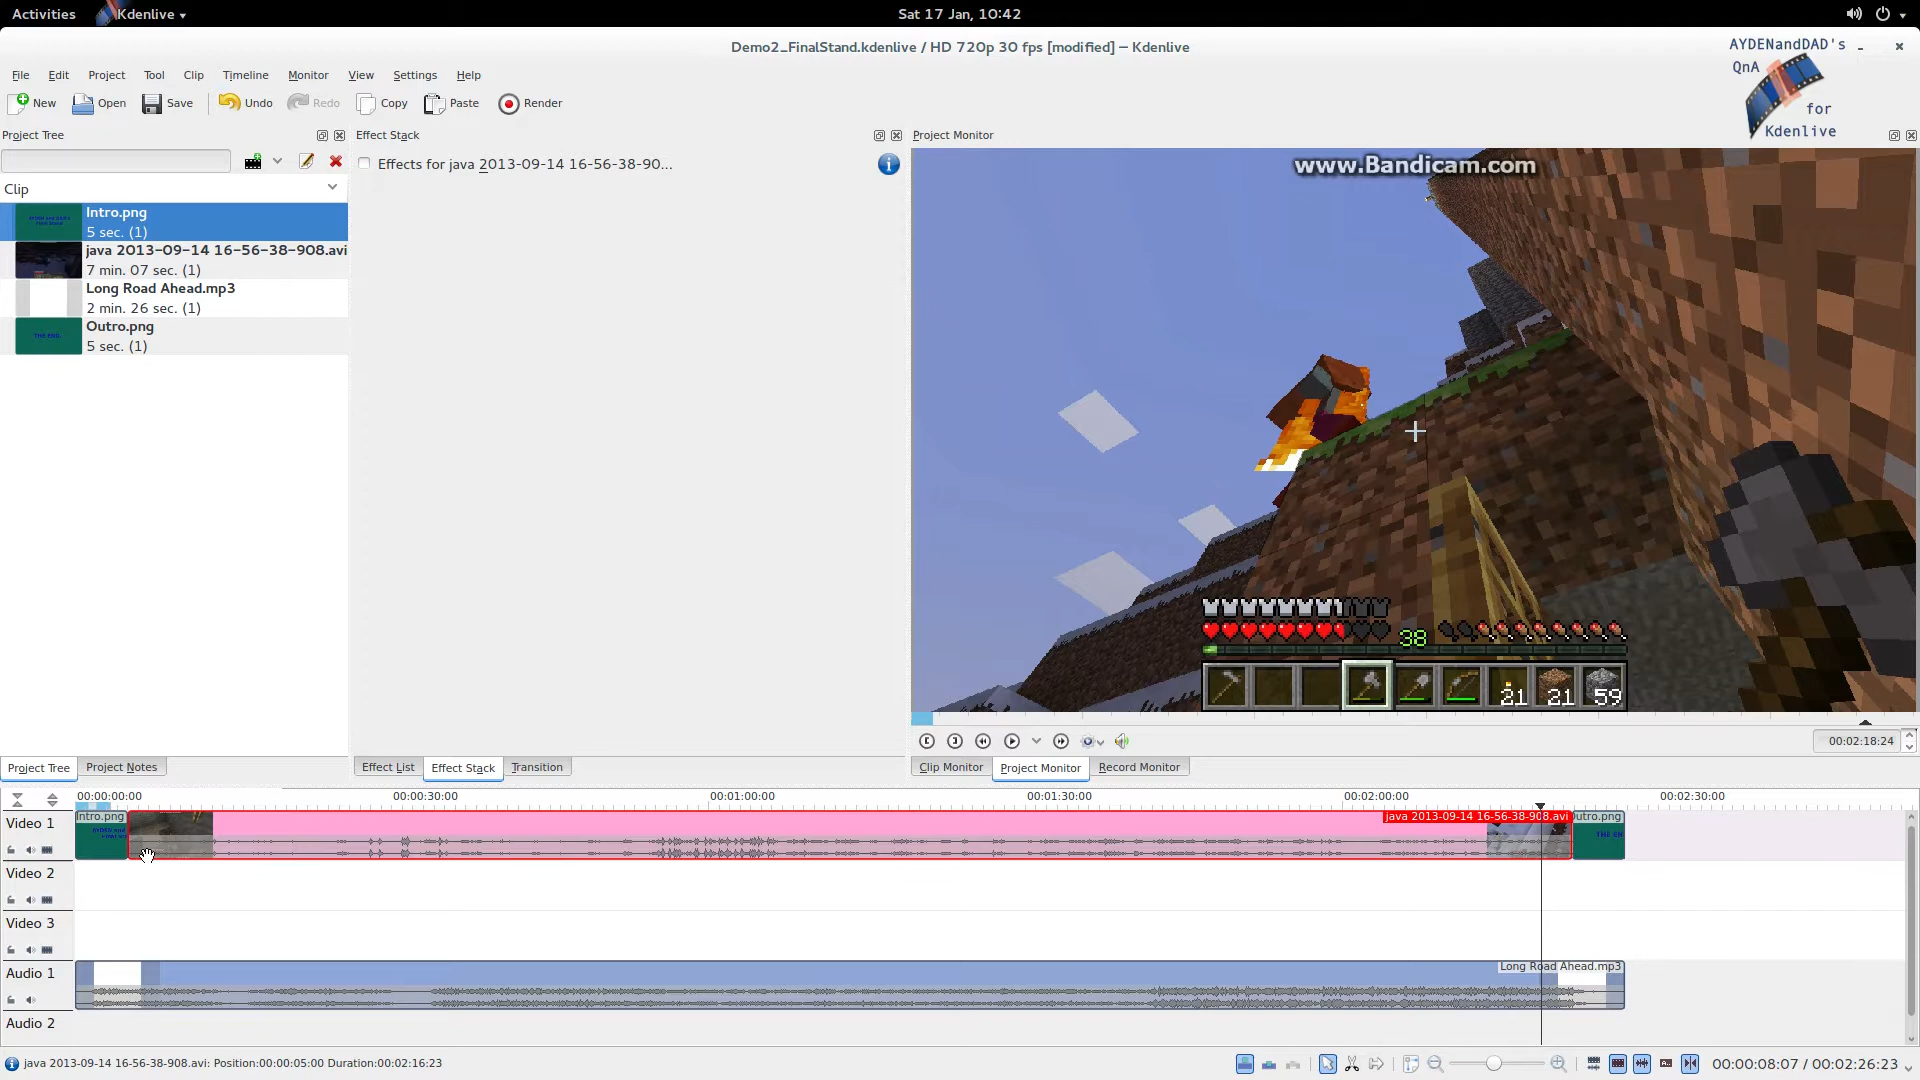 Activities
Kdenlive
Sat 17 Jan, 10:42
Demo2_FinalStand.kdenlive / HD 720p 30 fps [modified] — Kdenlive
AYDENandDAD's
QnA
for
Kdenlive
File Edit Project Tool Clip Timeline Monitor View Settings Help
New Open Save Undo Redo Copy Paste Render
Project Tree
Effect Stack
Project Monitor
Effects for java 2013-09-14 16-56-38-90...
www.Bandicam.com
Clip
Intro.png
5 sec. (1)
java 2013-09-14 16-56-38-908.avi
7 min. 07 sec. (1)
Long Road Ahead.mp3
2 min. 26 sec. (1)
Outro.png
5 sec. (1)
THE END
38
21 21 59
00:02:18:24
Project Tree Project Notes
Effect List Effect Stack Transition
Clip Monitor Project Monitor Record Monitor
00:00:00:00 00:00:30:00 00:01:00:00 00:01:30:00 00:02:00:00 00:02:30:00
Video 1
Intro.png
java 2013-09-14 16-56-38-908.avi
utro.png
Video 2
Video 3
Audio 1
Long Road Ahead.mp3
Audio 2
java 2013-09-14 16-56-38-908.avi: Position:00:00:05:00 Duration:00:02:16:23
00:00:08:07 / 00:02:26:23